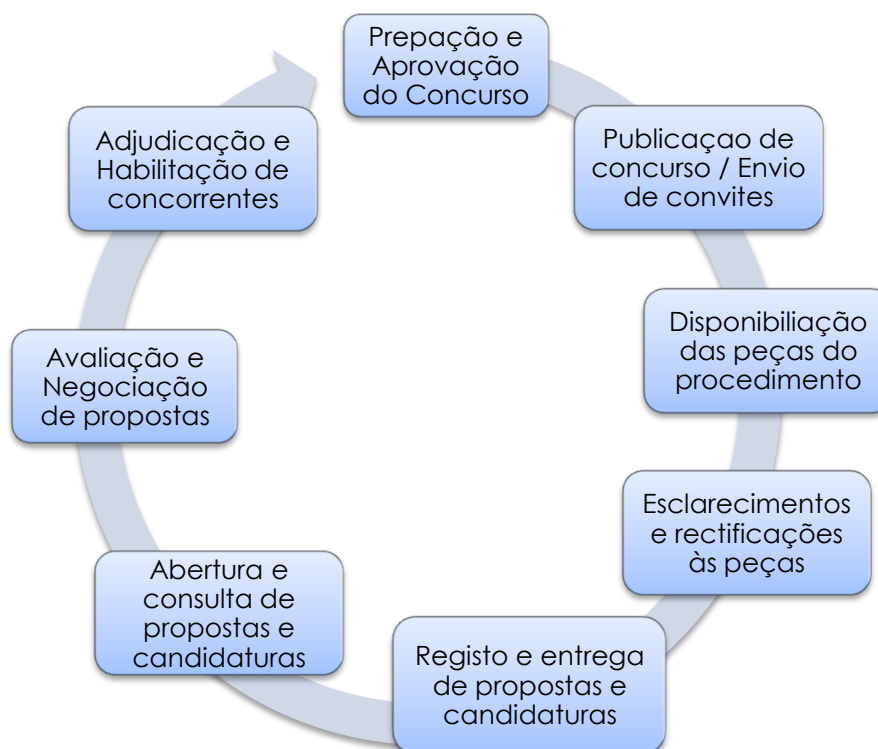 Prepação e
Aprovação
do Concurso
Publicaçao de
concurso / Envio
de convites
Disponibiliação
das peças do
procedimento
Esclarecimentos
e rectificações
às peças
Registo e entrega
de propostas e
candidaturas
Abertura e
consulta de
propostas e
candidaturas
Avaliação e
Negociação
de propostas
Adjudicação e
Habilitação de
concorrentes